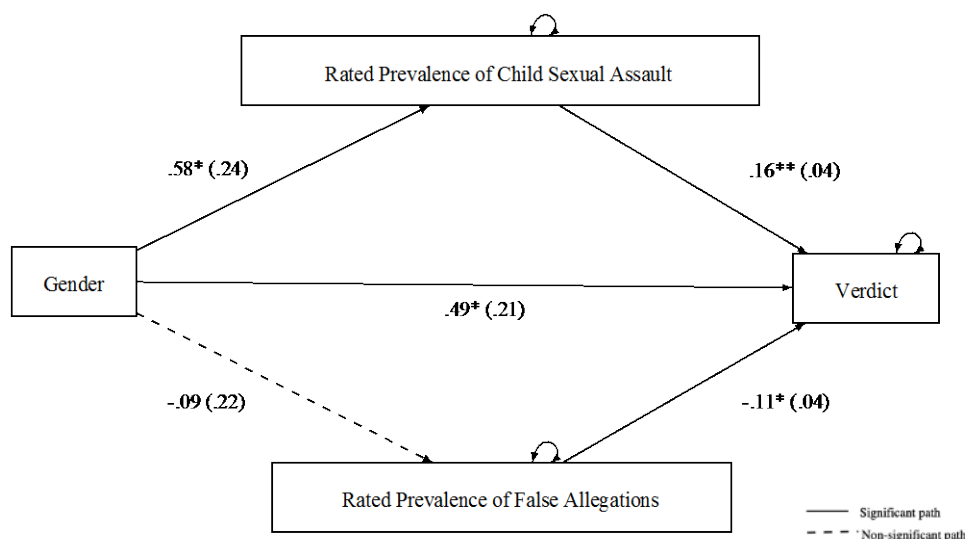 Rated Prevalence of Child Sexual Assault
.58* (.24)
.16** (.04)
Gender
Verdict
.49* (.21)
-.09 (.22)
-.11* (.04)
Rated Prevalence of False Allegations
Significant path
Non-significant path